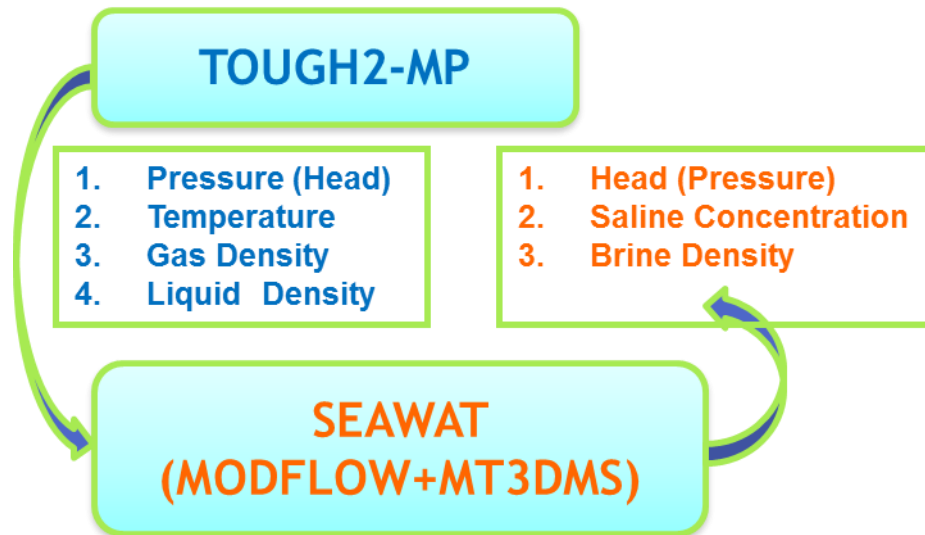 TOUGH2-MP
1. Pressure (Head)
2. Temperature
3. Gas Density
4. Liquid Density
1. Head (Pressure)
2. Saline Concentration
3. Brine Density
SEAWAT
(MODFLOW+MT3DMS)